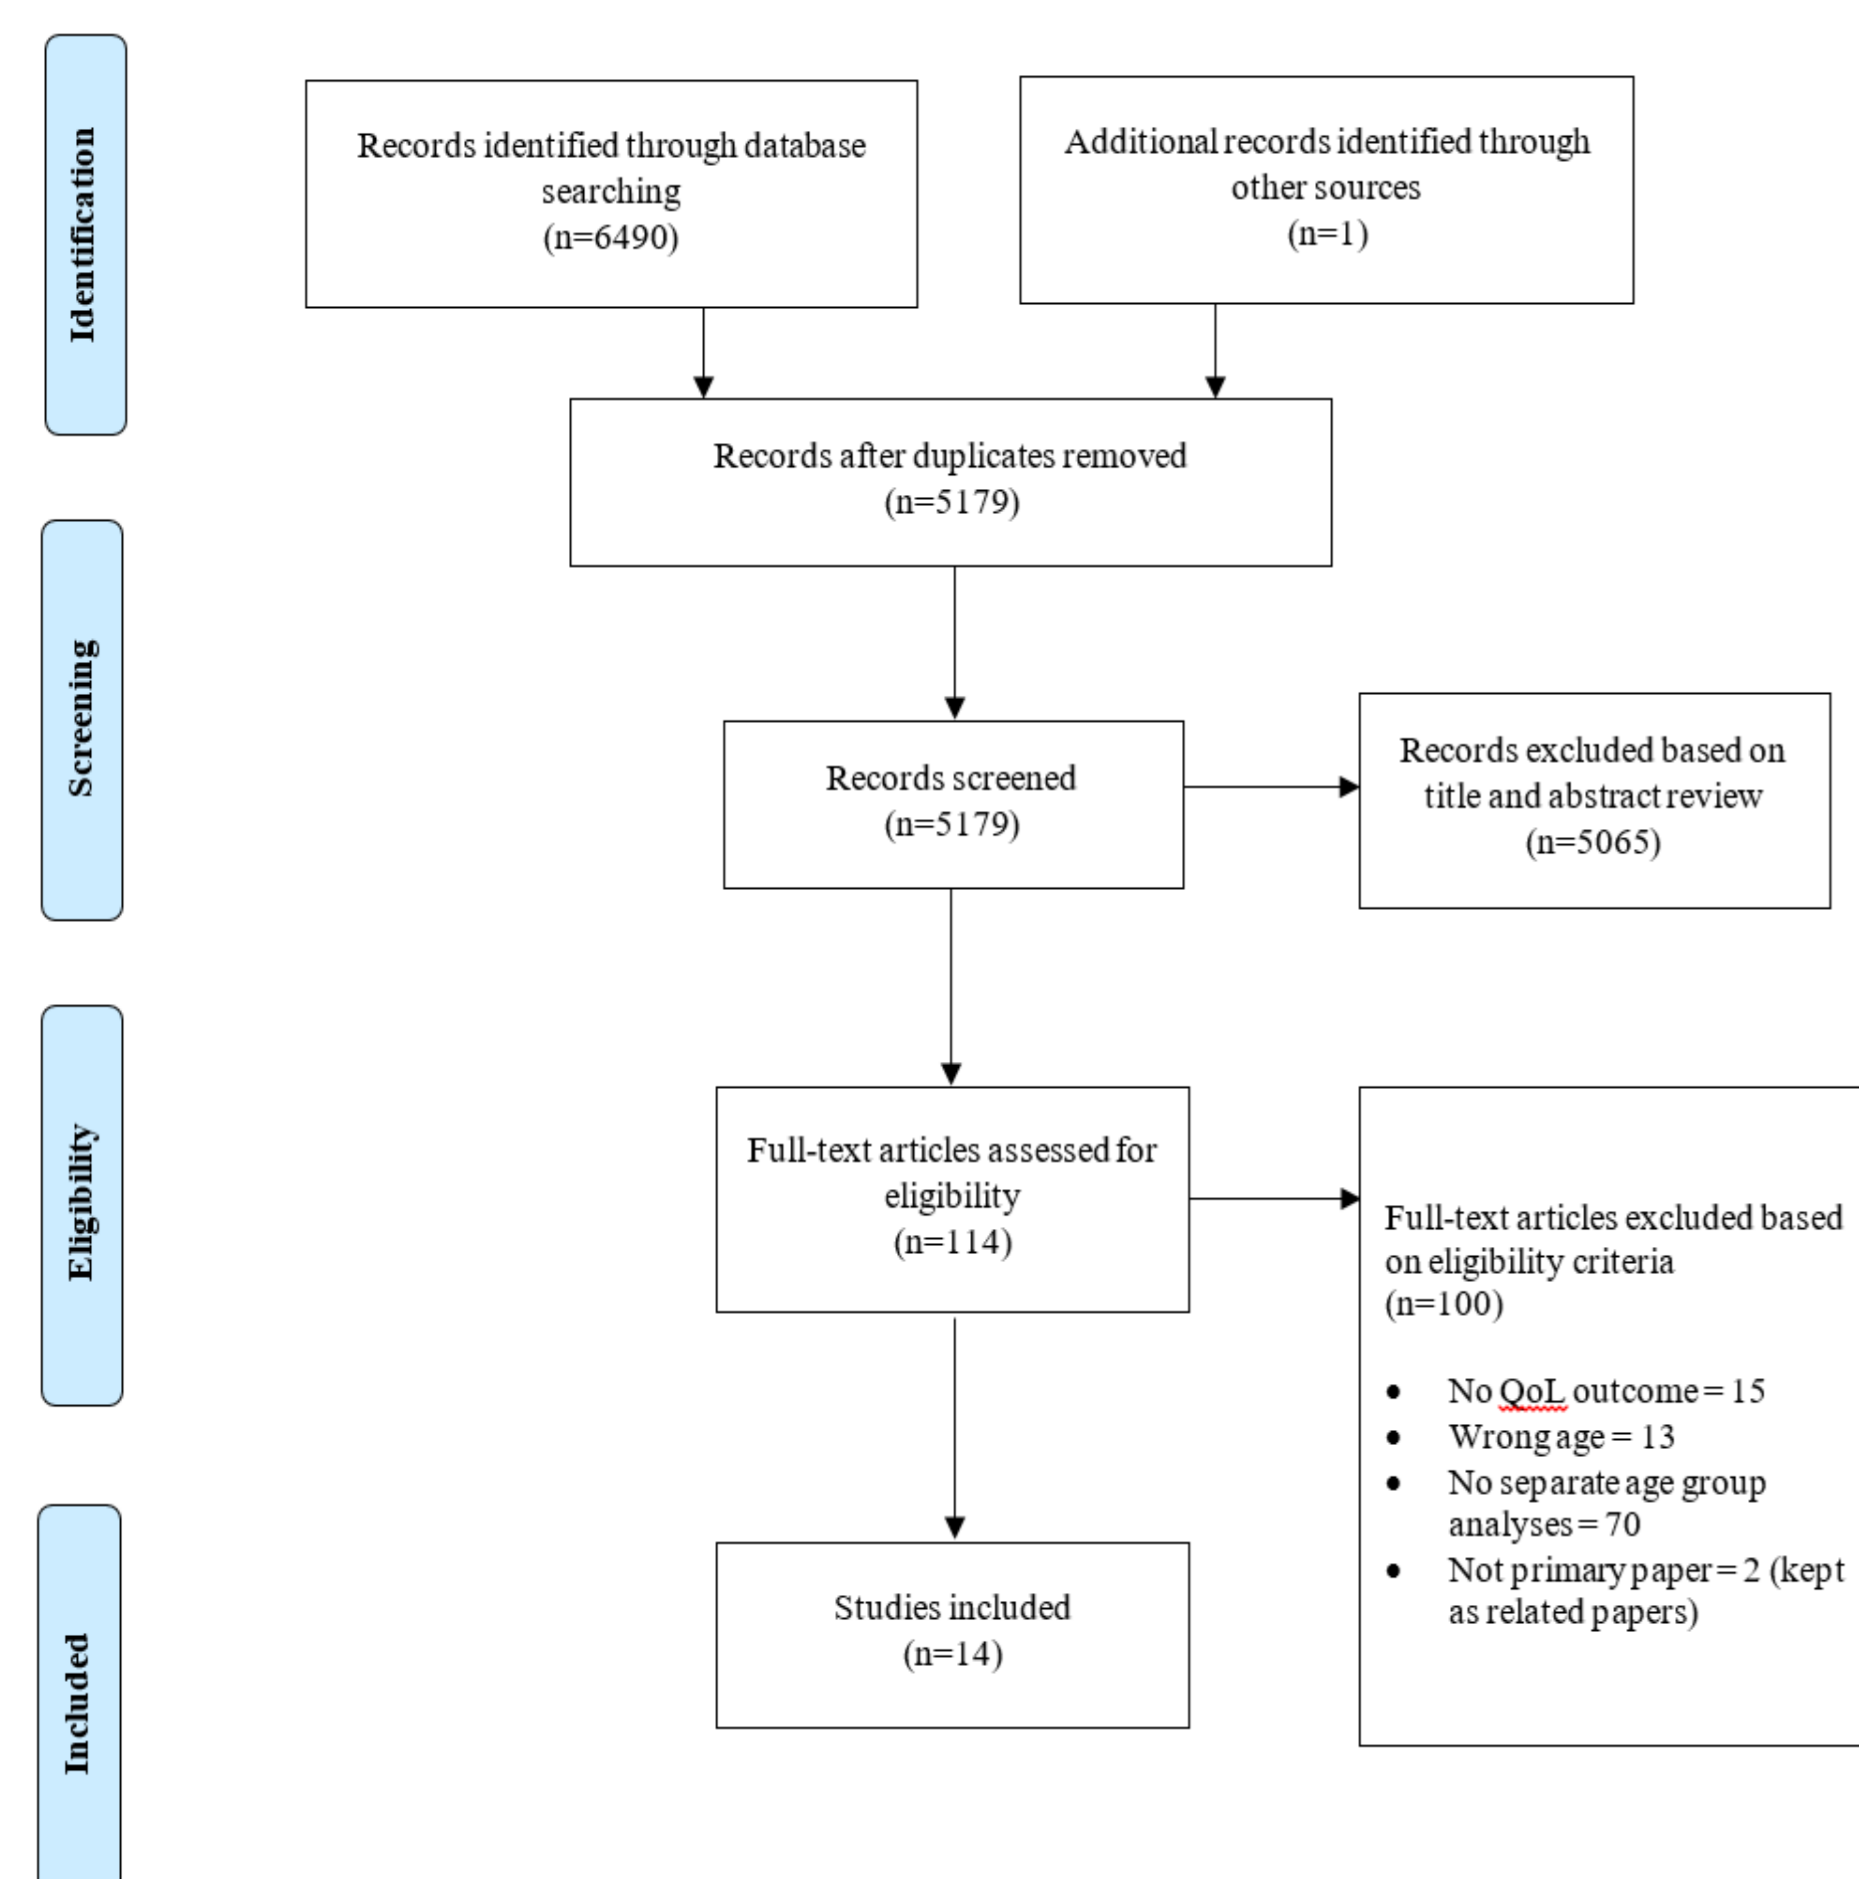 Identification
Records identified through database
searching
(n=6490)
Additional records identified through
other sources
(n=1)
Records after duplicates removed
(n=5179)
Screening
Records screened
(n=5179)
Records excluded based on
title and abstract review
(n=5065)
Eligibility
Full-text articles assessed for
eligibility
(n=114)
Full-text articles excluded based
on eligibility criteria
(n=100)
• No QoL outcome = 15
• Wrong age = 13
• No separate age group
analyses = 70
• Not primary paper = 2 (kept
as related papers)
Included
Studies included
(n=14)